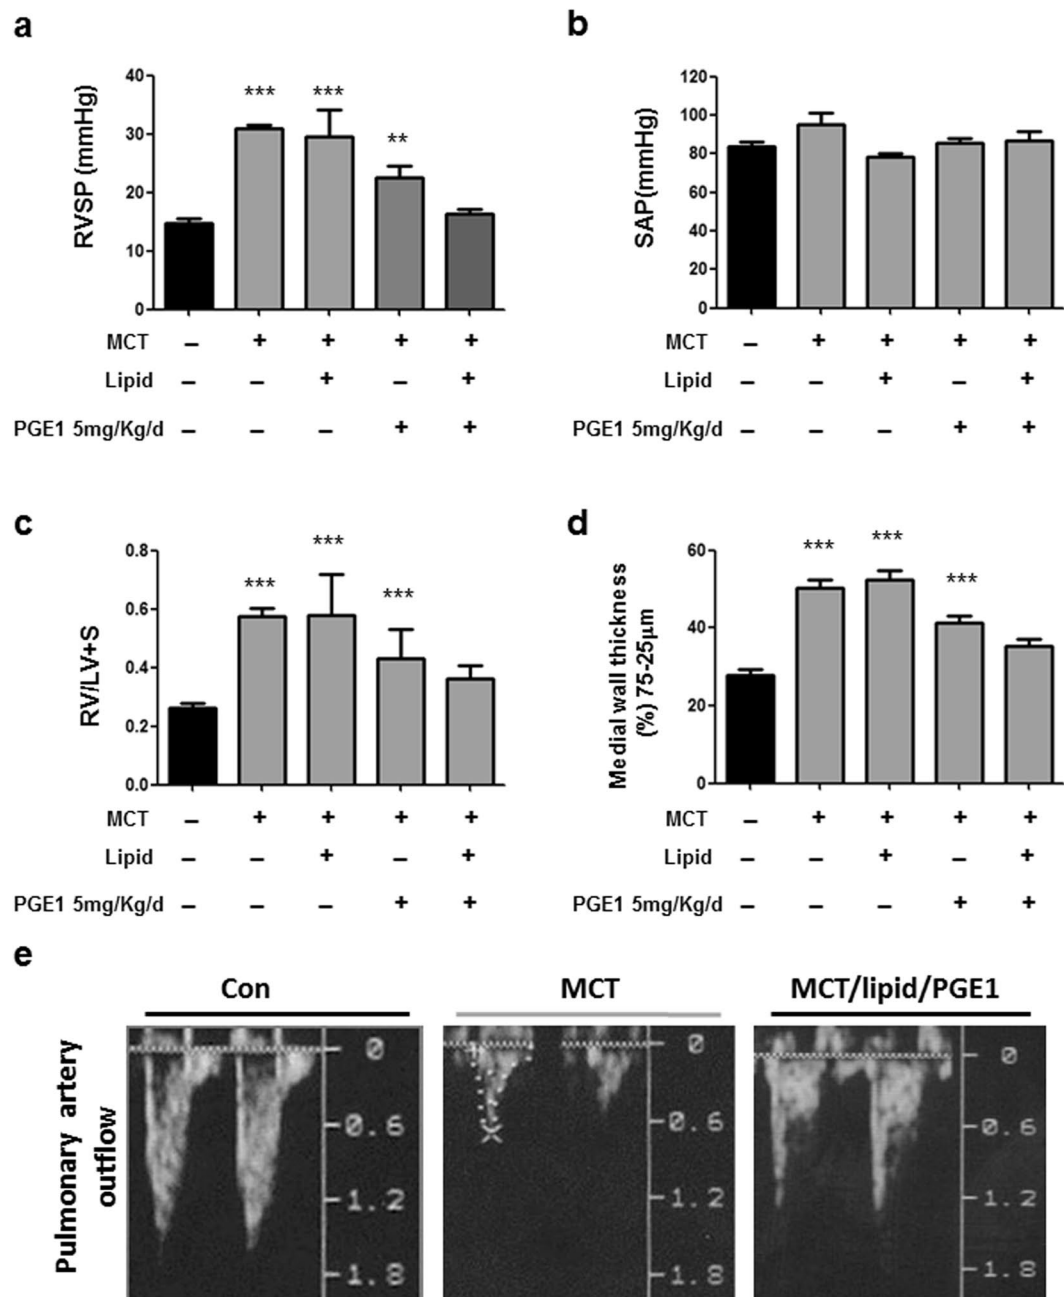 a
RVSP (mmHg)
40
30
20
10
0
*** *** **
MCT – + + + +
Lipid – – + – +
PGE1 5mg/Kg/d – – – + +
b
SAP(mmHg)
120
100
80
60
40
20
0
MCT – + + + +
Lipid – – + – +
PGE1 5mg/Kg/d – – – + +
c
RV/LV+S
0.8
0.6
0.4
0.2
0.0
*** *** ***
MCT – + + + +
Lipid – – + – +
PGE1 5mg/Kg/d – – – + +
d
Medial wall thickness
(%) 75-25μm
60
40
20
0
*** *** ***
MCT – + + + +
Lipid – – + – +
PGE1 5mg/Kg/d – – – + +
e
Con MCT MCT/lipid/PGE1
Pulmonary artery
outflow
0
0.6
1.2
1.8
0
0.6
1.2
1.8
0
0.6
1.2
1.8